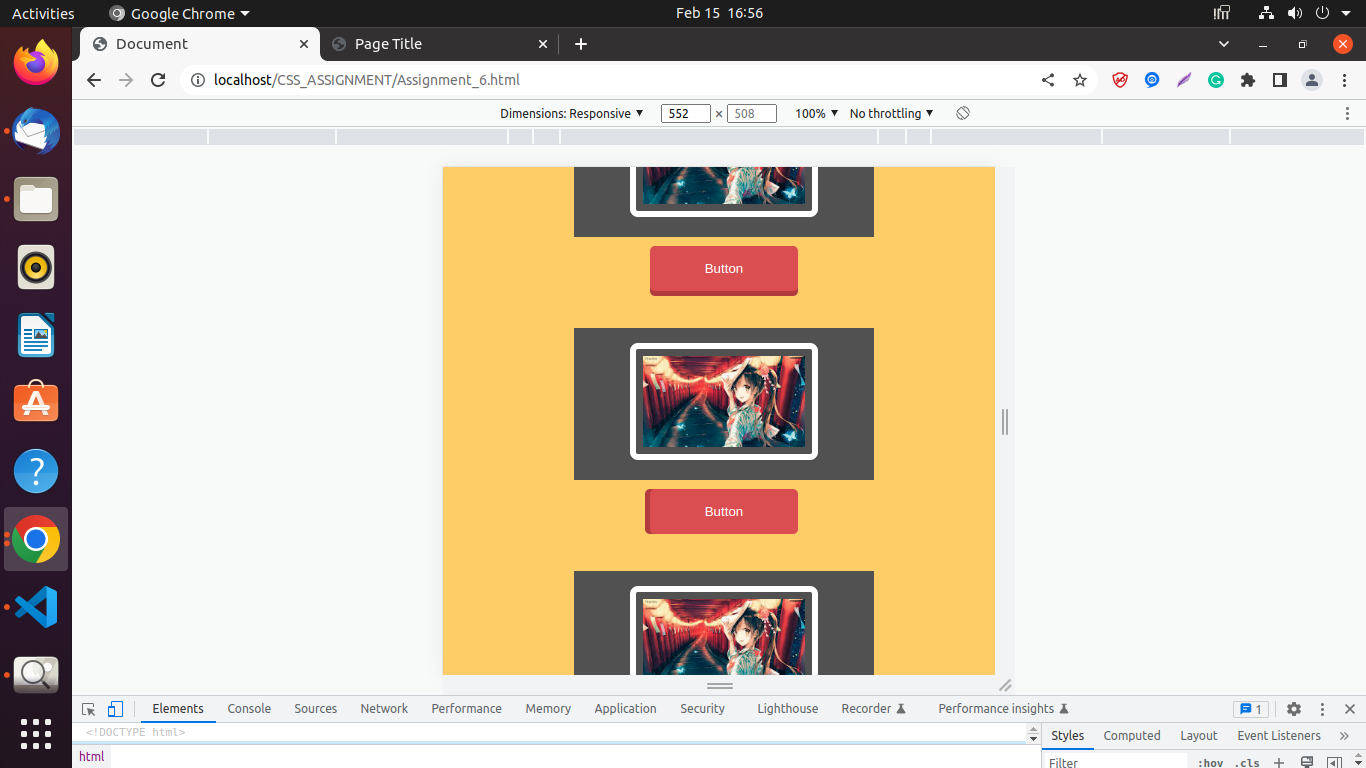 Activities Google Chrome Feb 15 16:56
Document Page Title
localhost/CSS_ASSIGNMENT/Assignment_6.html
Dimensions: Responsive 552 × 508 100% No throttling
Button
Button
Elements Console Sources Network Performance Memory Application Security Lighthouse Recorder Performance insights 1
<!DOCTYPE html>
Styles Computed Layout Event Listeners »
html
Filter :hov .cls +